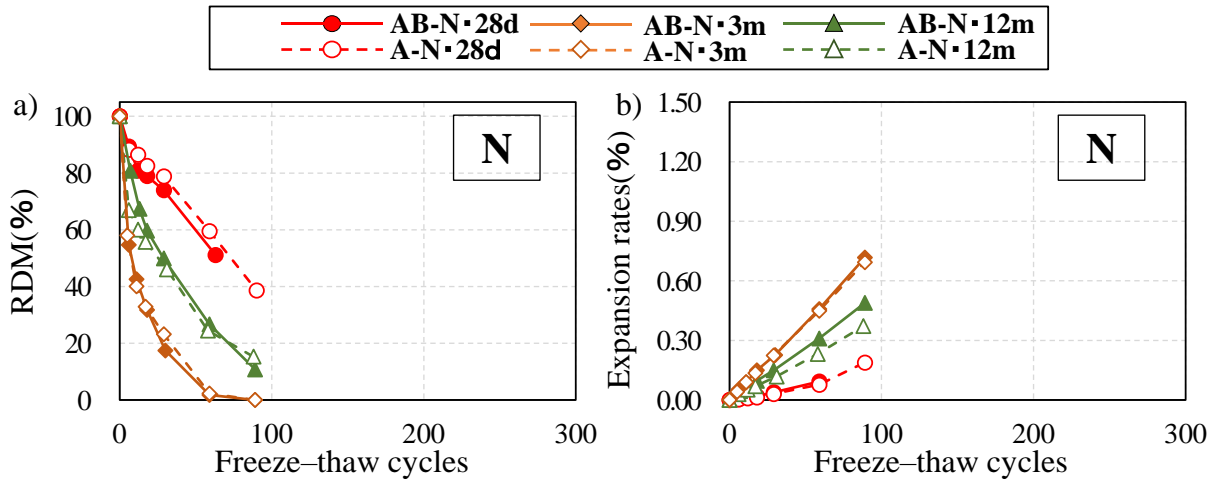 AB-N·28d AB-N·3m AB-N·12m
A-N·28d A-N·3m A-N·12m
a)
N
RDM(%)
100
80
60
40
20
0
0 100 200 300
Freeze–thaw cycles
b)
N
Expansion rates(%)
1.50
1.20
0.90
0.60
0.30
0.00
0 100 200 300
Freeze–thaw cycles